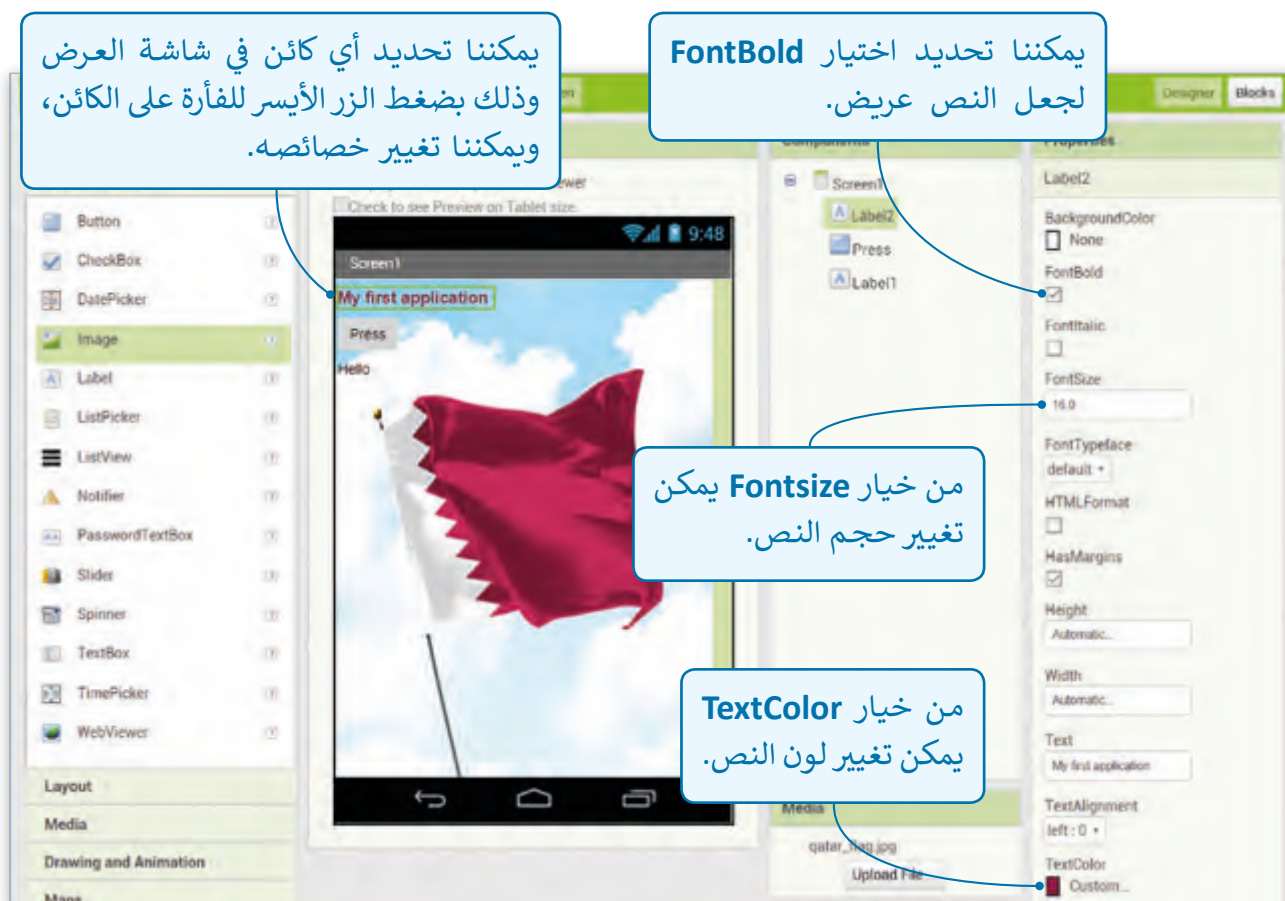 يمكننا تحديد أي كائن في شاشة العرض
وذلك بضغط الزر الأيسر للفأرة على الكائن،
ويمكننا تغيير خصائصه.
يمكننا تحديد اختيار FontBold
لجعل النص عريض.
Designer
Blocks
Button
CheckBox
DatePicker
Image
Label
ListPicker
ListView
Notifier
PasswordTextBox
Slider
Spinner
TextBox
TimePicker
WebViewer
Layout
Media
Drawing and Animation
Maps
Check to see Preview on Tablet size.
9:48
Screen1
My first application
Press
Hello
Components
Screen1
Label2
Press
Label1
من خيار Fontsize يمكن
تغيير حجم النص.
من خيار TextColor
يمكن تغيير لون النص.
Media
qatar_flag.jpg
Upload File
Properties
Label2
BackgroundColor
None
FontBold
FontItalic
FontSize
16.0
FontTypeface
default
HTMLFormat
HasMargins
Height
Automatic...
Width
Automatic...
Text
My first application
TextAlignment
left : 0
TextColor
Custom...